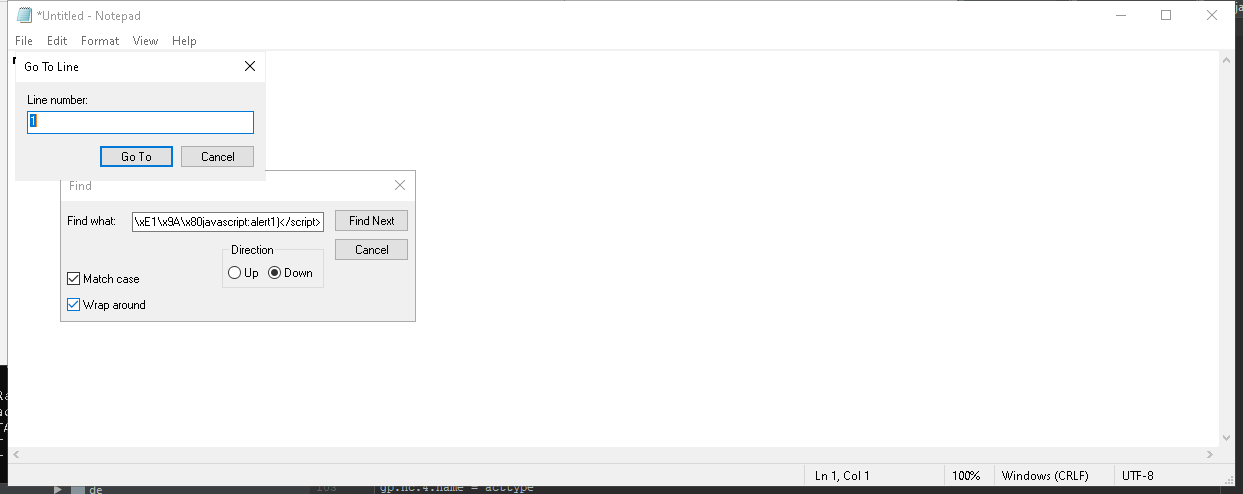 *Untitled - Notepad
File Edit Format View Help
Go To Line
Line number:
1
Go To Cancel
Find
Find what: \xE1\x9A\x80javascript:alert1)</script> Find Next
Cancel
Direction
Up Down
Match case
Wrap around
Ln 1, Col 1 100% Windows (CRLF) UTF-8
de gp.nc.4.name = acttype